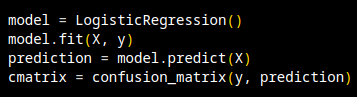 model = LogisticRegression()
model.fit(X, y)
prediction = model.predict(X)
cmatrix = confusion_matrix(y, prediction)